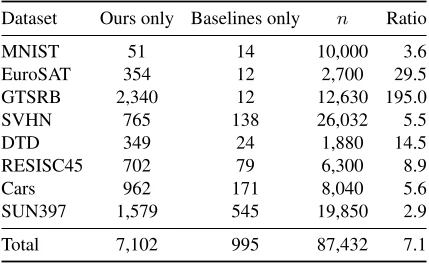 Dataset Ours only Baselines only n Ratio
MNIST 51 14 10,000 3.6
EuroSAT 354 12 2,700 29.5
GTSRB 2,340 12 12,630 195.0
SVHN 765 138 26,032 5.5
DTD 349 24 1,880 14.5
RESISC45 702 79 6,300 8.9
Cars 962 171 8,040 5.6
SUN397 1,579 545 19,850 2.9
Total 7,102 995 87,432 7.1